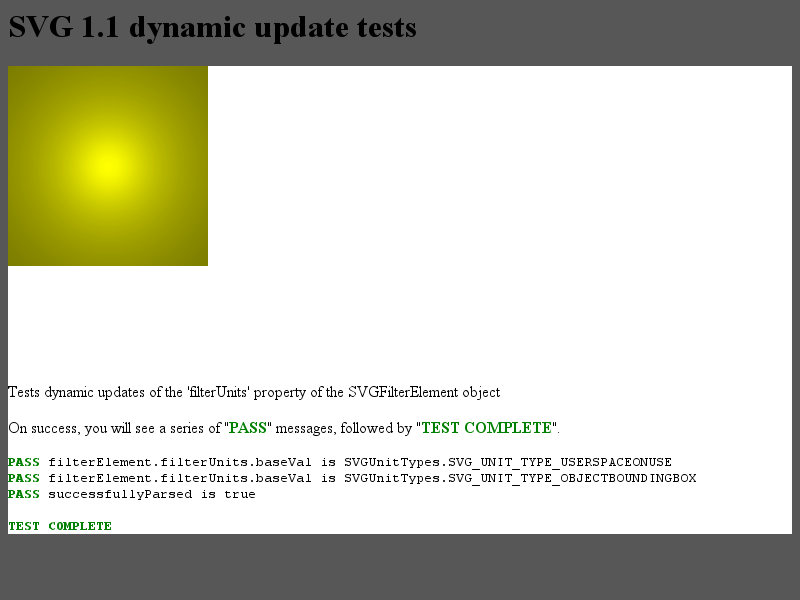 SVG 1.1 dynamic update tests
Tests dynamic updates of the 'filterUnits' property of the SVGFilterElement object
On success, you will see a series of "PASS" messages, followed by "TEST COMPLETE".
PASS filterElement.filterUnits.baseVal is SVGUnitTypes.SVG_UNIT_TYPE_USERSPACEONUSE
PASS filterElement.filterUnits.baseVal is SVGUnitTypes.SVG_UNIT_TYPE_OBJECTBOUNDINGBOX
PASS successfullyParsed is true
TEST COMPLETE